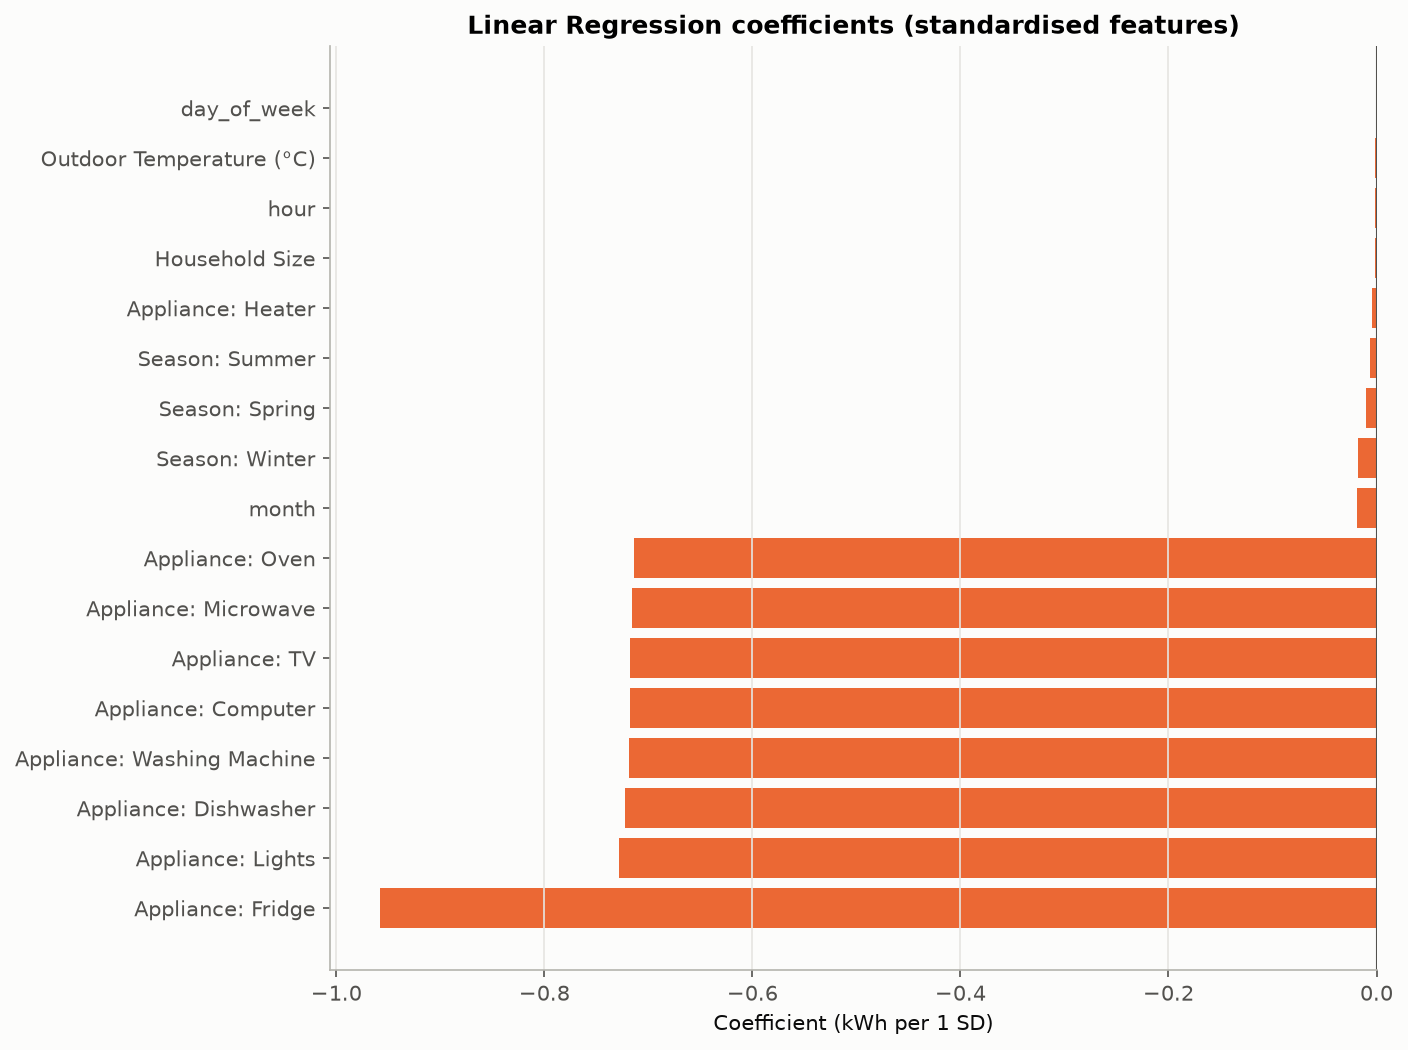 Linear Regression coefficients (standardised features)
day_of_week
Outdoor Temperature (°C)
hour
Household Size
Appliance: Heater
Season: Summer
Season: Spring
Season: Winter
month
Appliance: Oven
Appliance: Microwave
Appliance: TV
Appliance: Computer
Appliance: Washing Machine
Appliance: Dishwasher
Appliance: Lights
Appliance: Fridge
−1.0 −0.8 −0.6 −0.4 −0.2 0.0
Coefficient (kWh per 1 SD)